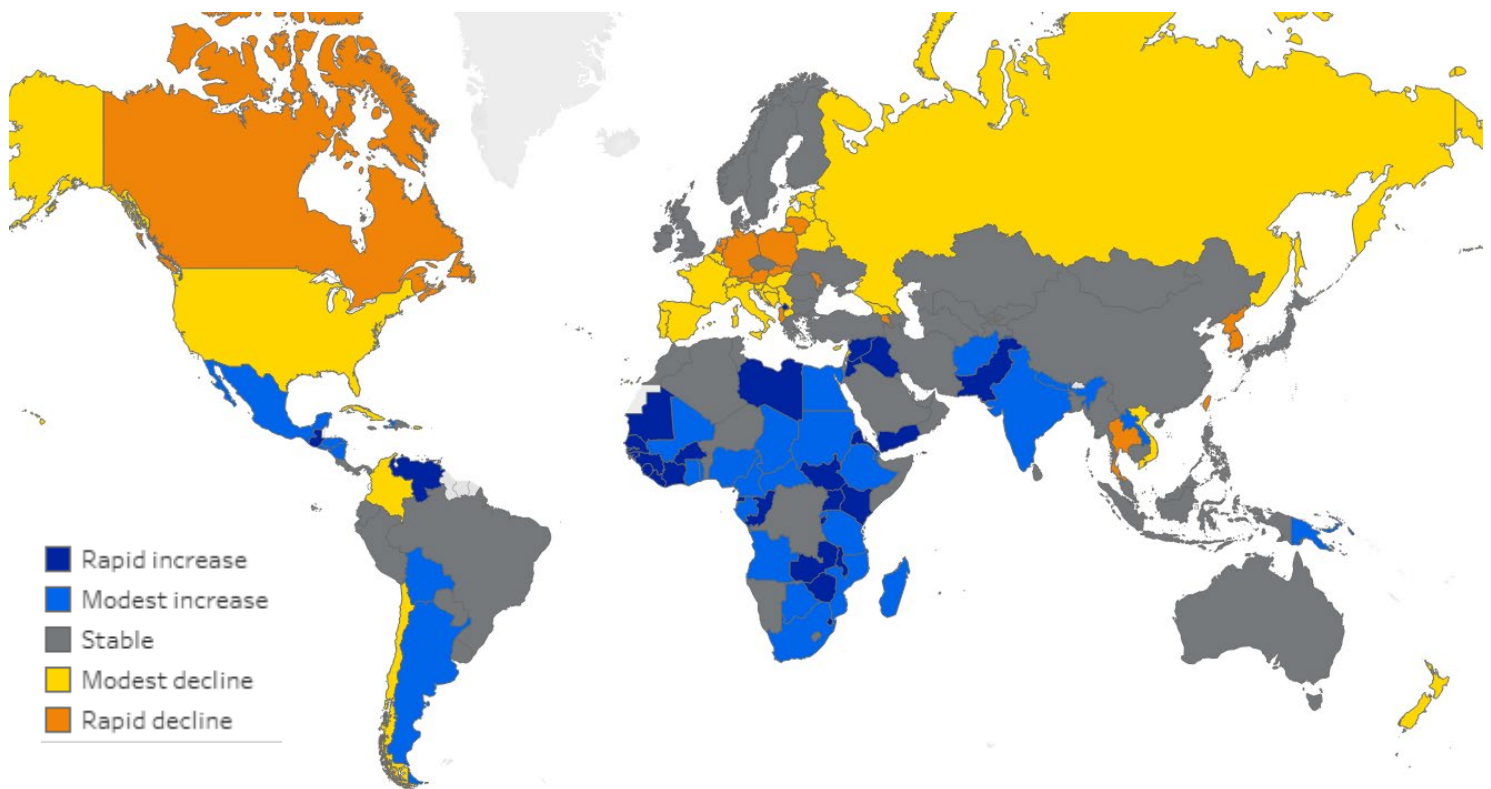 Rapid increase
Modest increase
Stable
Modest decline
Rapid decline